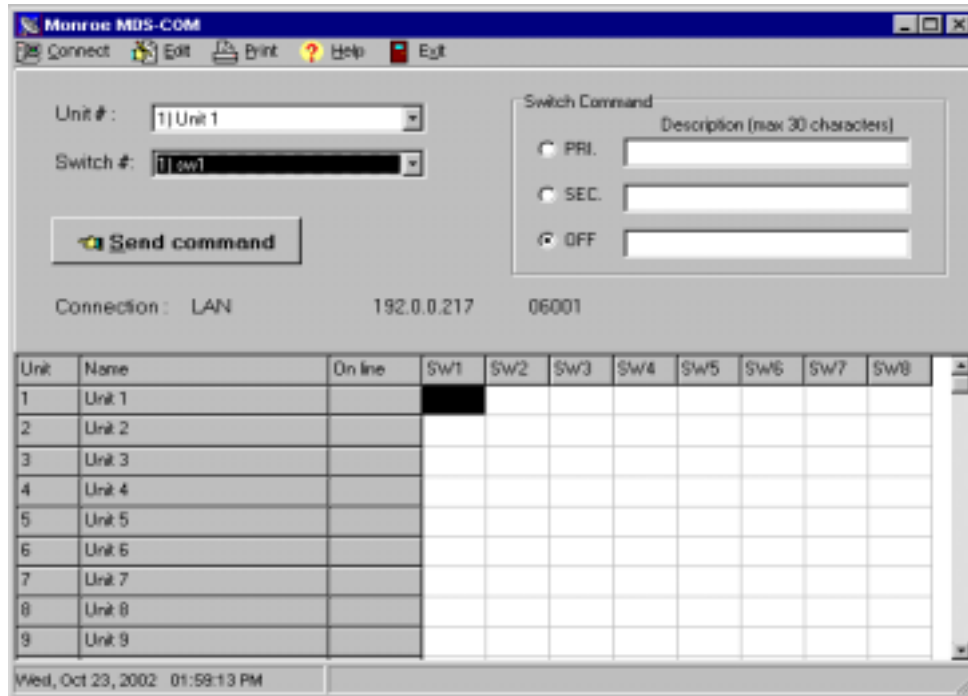 Monroe MDS-COM
Connect Edit Print Help Exit
Unit # : 1) Unit 1
Switch #: 1) sw1
Send command
Switch Command
Description (max 30 characters)
PRI.
SEC.
OFF
Connection : LAN 192.0.0.217 06001
Unit Name On line SW1 SW2 SW3 SW4 SW5 SW6 SW7 SW8
1 Unit 1
2 Unit 2
3 Unit 3
4 Unit 4
5 Unit 5
6 Unit 6
7 Unit 7
8 Unit 8
9 Unit 9
Wed, Oct 23, 2002 01:59:13 PM